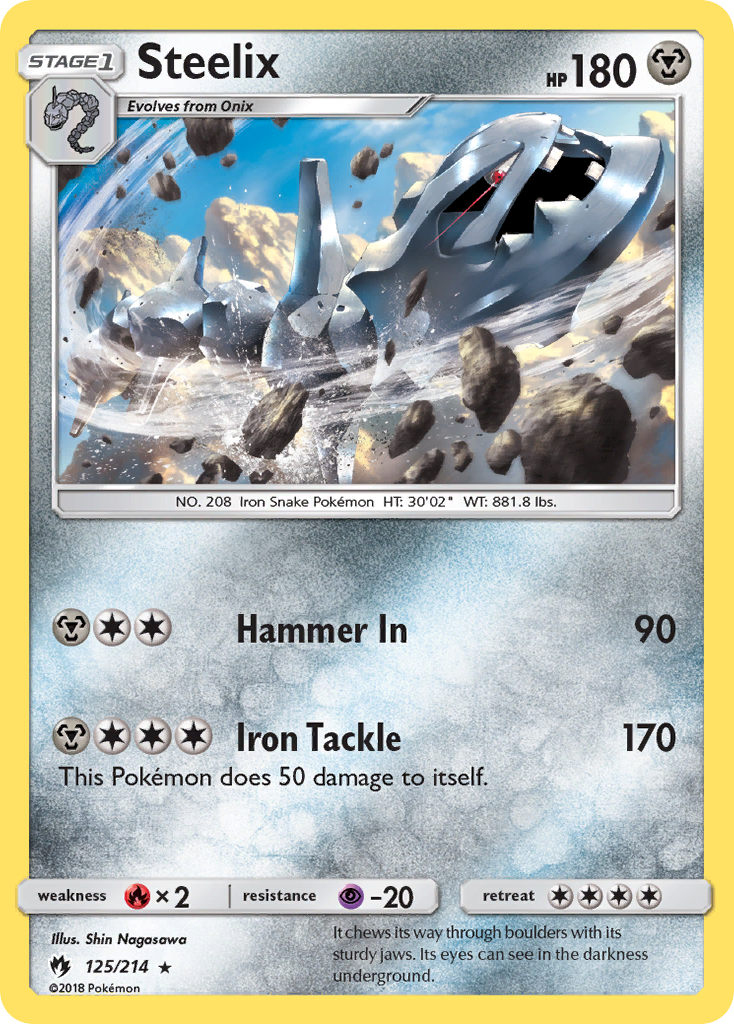 STAGE1
Steelix
HP 180
Evolves from Onix
NO. 208 Iron Snake Pokémon HT: 30'02" WT: 881.8 lbs.
Hammer In 90
Iron Tackle 170
This Pokémon does 50 damage to itself.
weakness ×2 resistance -20 retreat
Illus. Shin Nagasawa
125/214 ★
©2018 Pokémon
It chews its way through boulders with its
sturdy jaws. Its eyes can see in the darkness
underground.